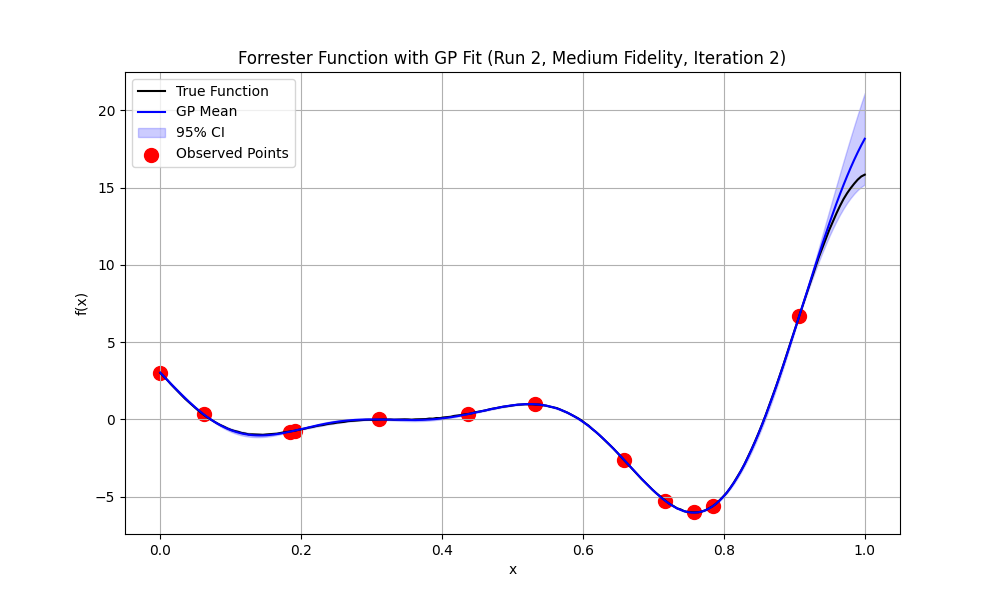 Forrester Function with GP Fit (Run 2, Medium Fidelity, Iteration 2)
True Function
GP Mean
95% CI
Observed Points
20
15
10
5
0
−5
f(x)
0.0
0.2
0.4
0.6
0.8
1.0
x